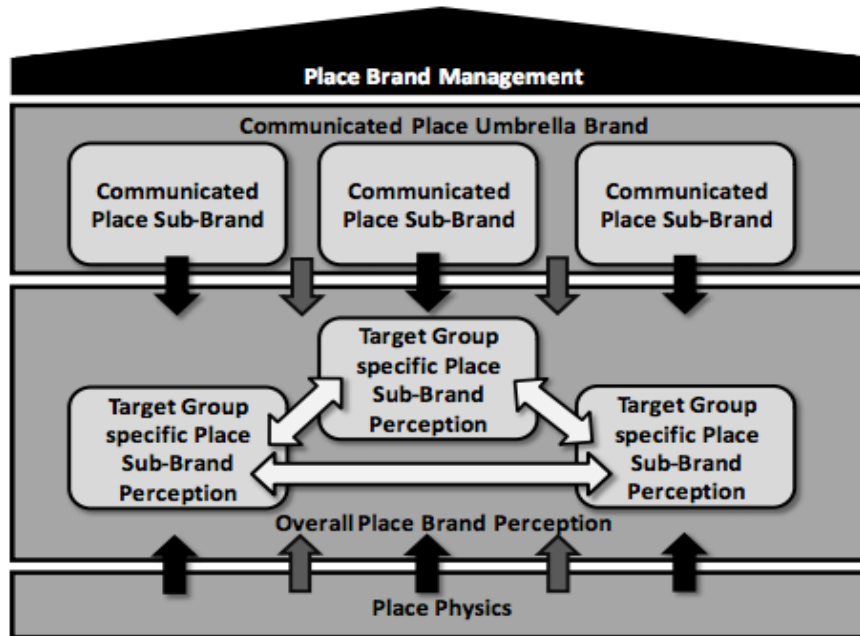 Place Brand Management
Communicated Place Umbrella Brand
Communicated
Place Sub-Brand
Communicated
Place Sub-Brand
Communicated
Place Sub-Brand
Target Group
specific Place
Sub-Brand
Perception
Target Group
specific Place
Sub-Brand
Perception
Target Group
specific Place
Sub-Brand
Perception
Overall Place Brand Perception
Place Physics